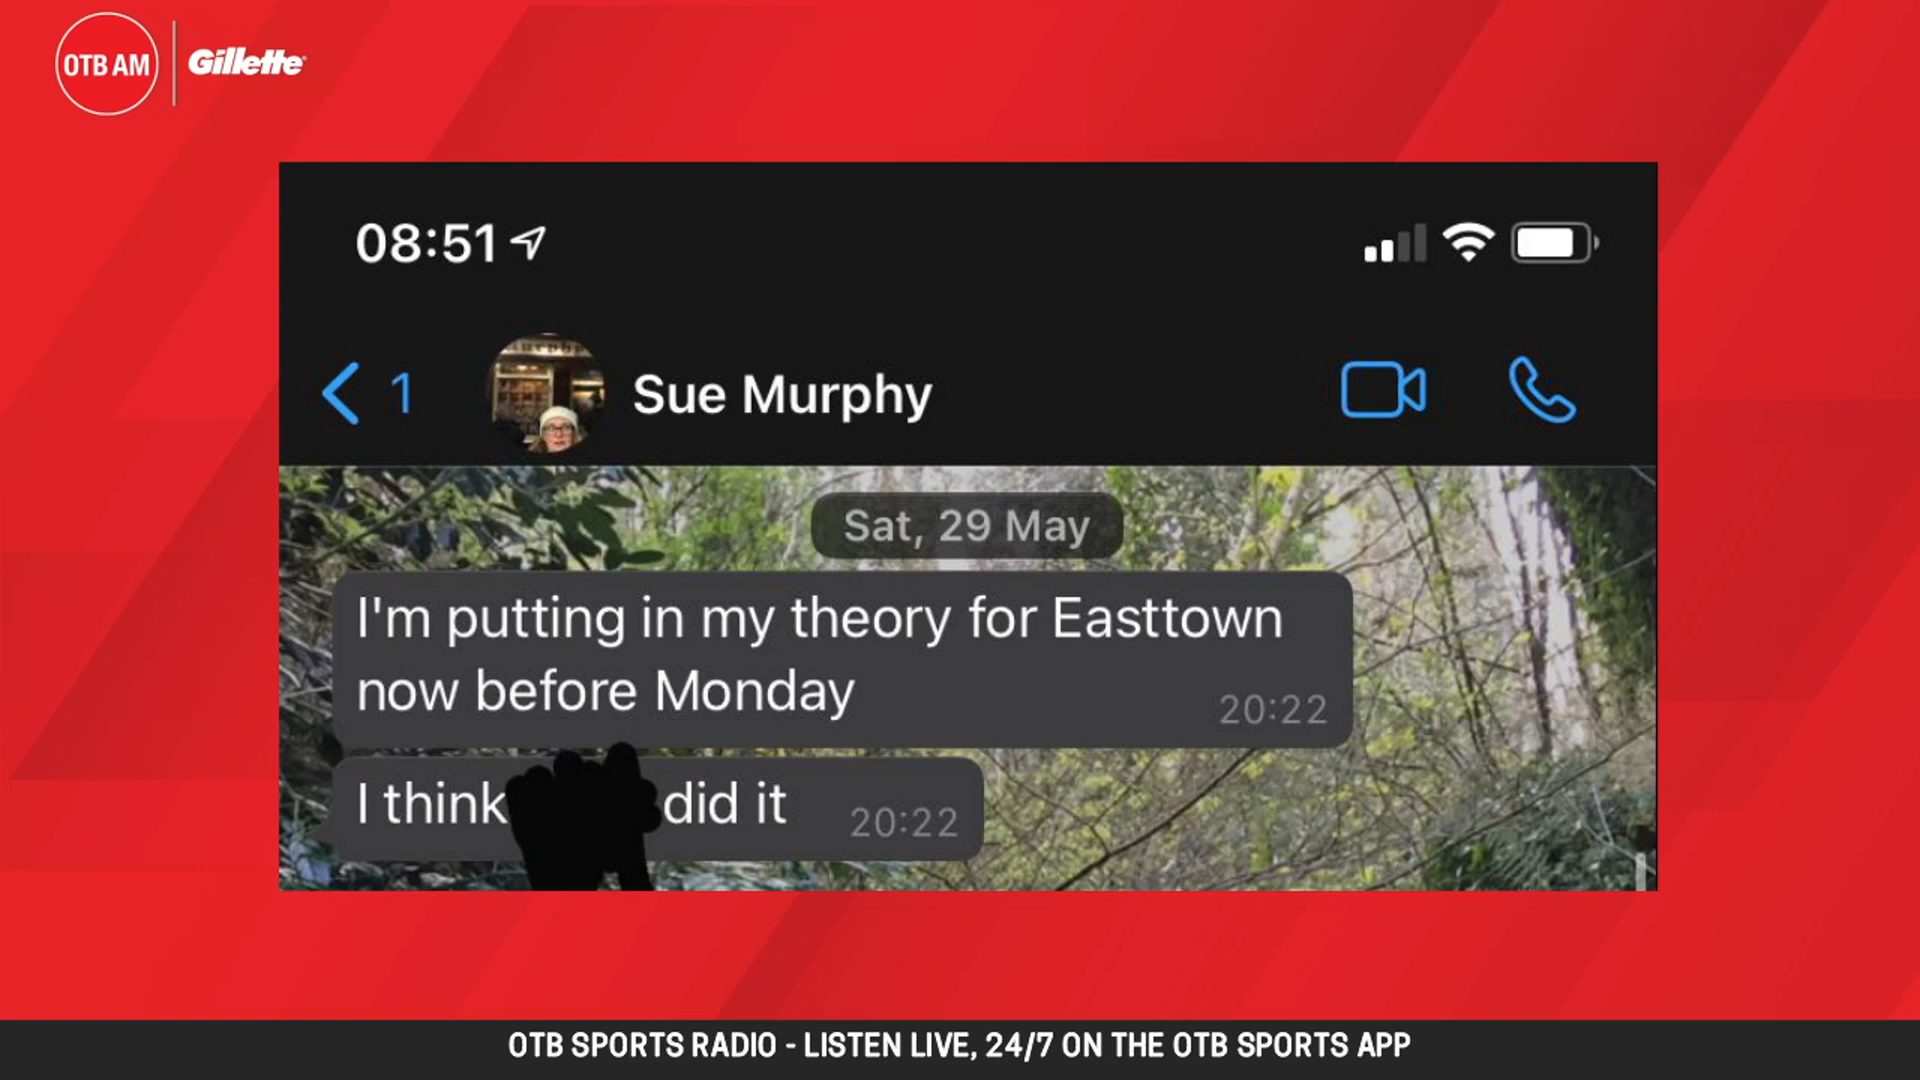 OTB AM
Gillette
08:51
1
Sue Murphy
Sat, 29 May
I'm putting in my theory for Easttown
now before Monday
20:22
I think did it
20:22
OTB SPORTS RADIO - LISTEN LIVE, 24/7 ON THE OTB SPORTS APP